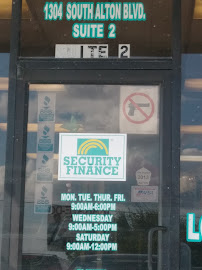 1304 SOUTH ALTON BLVD.
SUITE 2
ITE 2
SECURITY
FINANCE
MON. TUE. THUR. FRI.
9:00AM-6:00PM
WEDNESDAY
9:00AM-5:00PM
SATURDAY
9:00AM-12:00PM